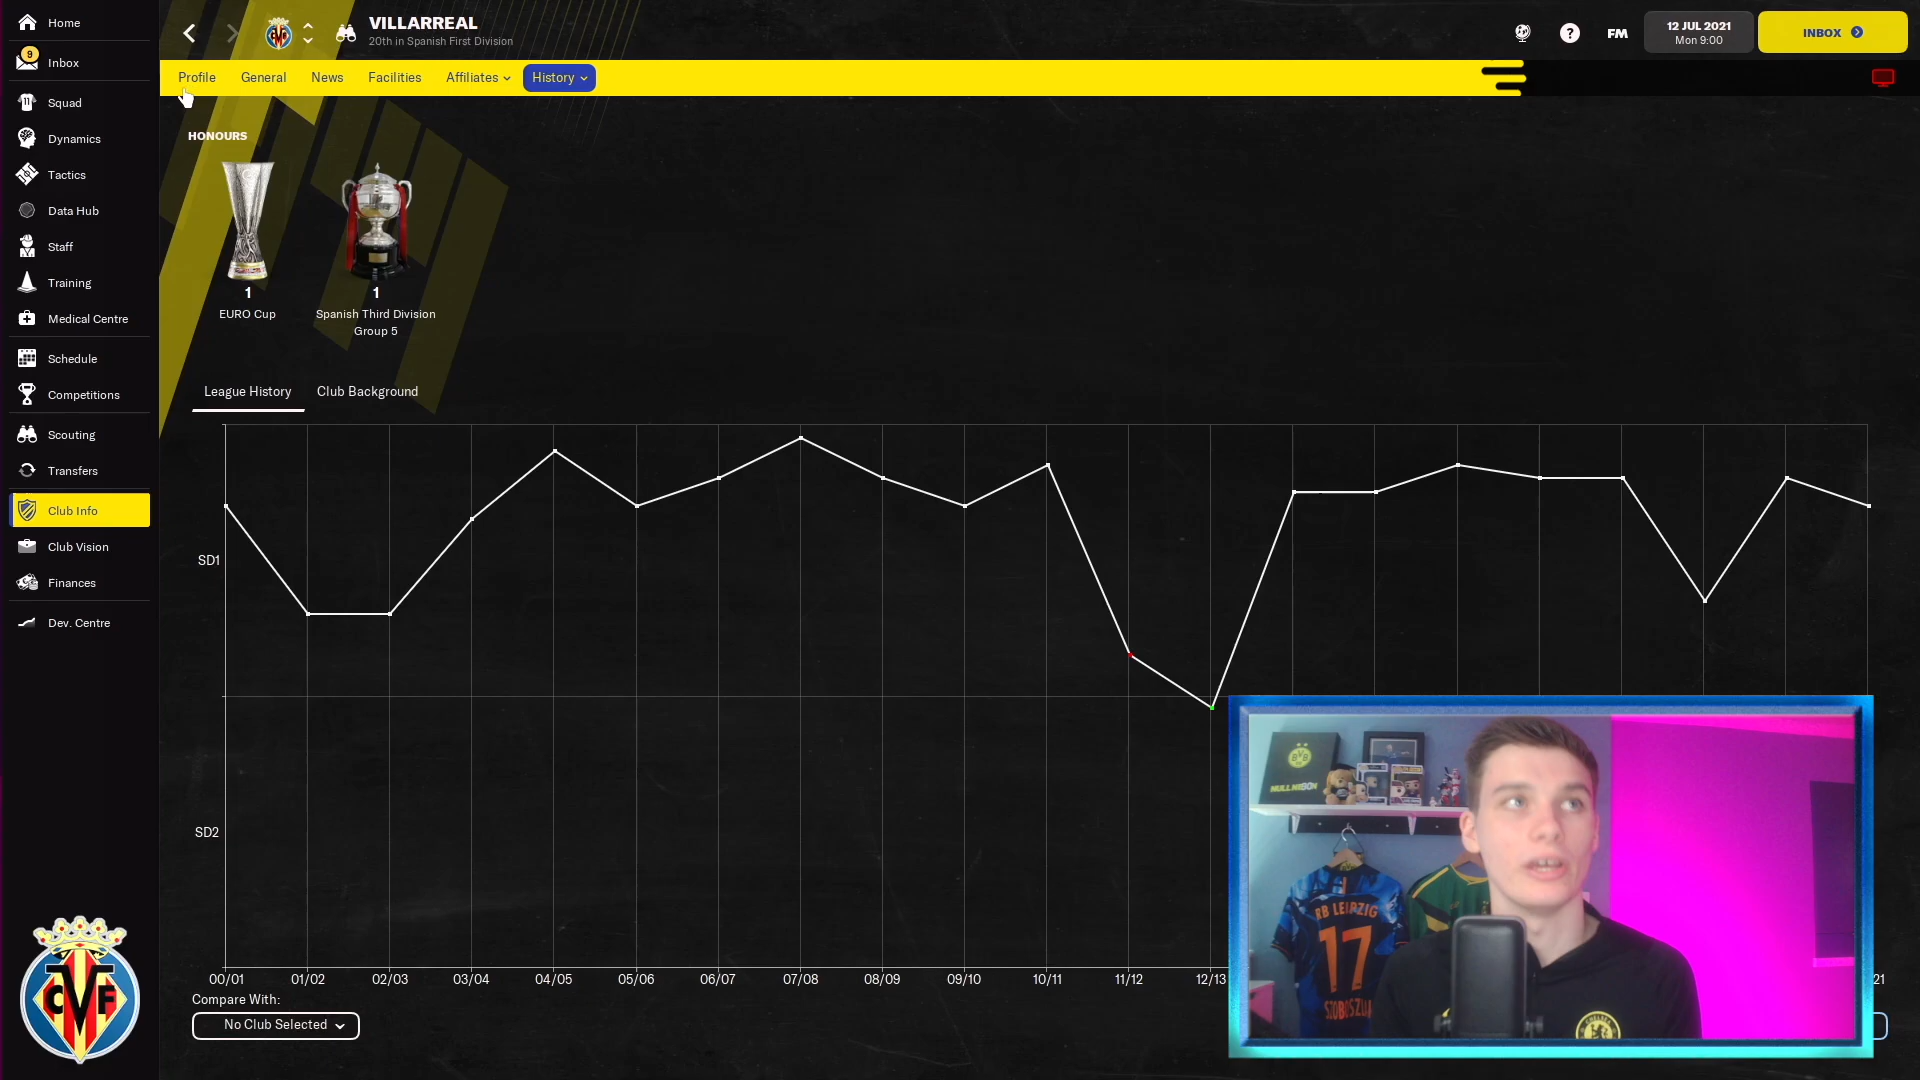 Home
9
Inbox
Squad
Dynamics
Tactics
Data Hub
Staff
Training
Medical Centre
Schedule
Competitions
Scouting
Transfers
Club Info
Club Vision
Finances
Dev. Centre
VILLARREAL
20th in Spanish First Division
FM
12 JUL 2021
Mon 9:00
INBOX
Profile
General
News
Facilities
Affiliates
History
HONOURS
1
EURO Cup
1
Spanish Third Division
Group 5
League History
Club Background
SD1
SD2
00/01
01/02
02/03
03/04
04/05
05/06
06/07
07/08
08/09
09/10
10/11
11/12
12/13
21
Compare With:
No Club Selected
CVF
BVB
RB LEIPZIG
17
SZOBOSZLAI
CHELSEA